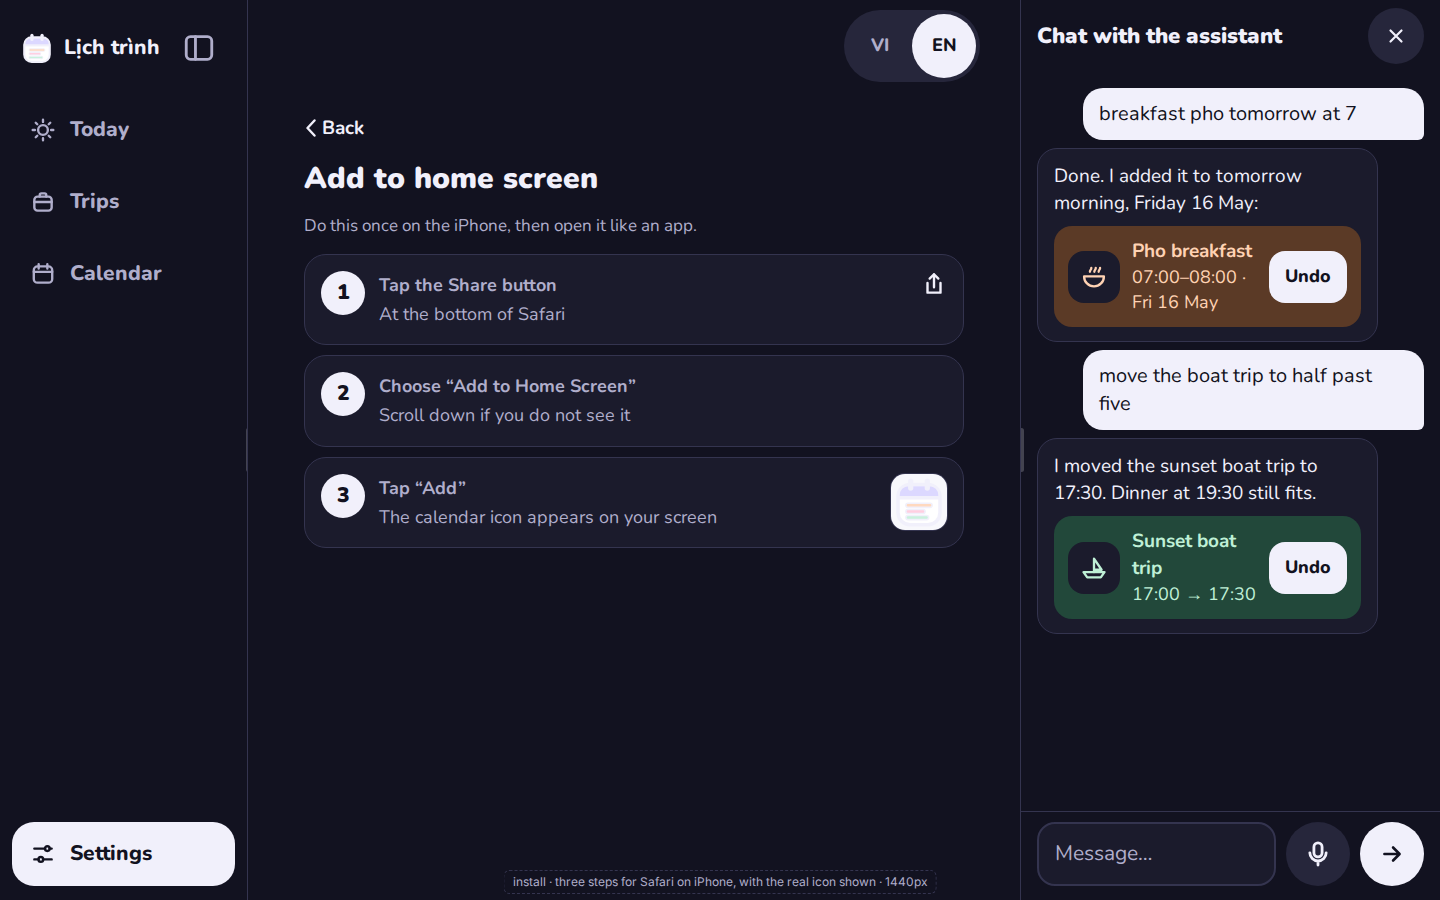 Lịch trình
Today
Trips
Calendar
Settings
VI
EN
Back
Add to home screen
Do this once on the iPhone, then open it like an app.
1
Tap the Share button
At the bottom of Safari
2
Choose “Add to Home Screen”
Scroll down if you do not see it
3
Tap “Add”
The calendar icon appears on your screen
install · three steps for Safari on iPhone, with the real icon shown · 1440px
Chat with the assistant
breakfast pho tomorrow at 7
Done. I added it to tomorrow
morning, Friday 16 May:
Pho breakfast
07:00–08:00 ·
Fri 16 May
Undo
move the boat trip to half past
five
I moved the sunset boat trip to
17:30. Dinner at 19:30 still fits.
Sunset boat
trip
17:00 → 17:30
Undo
Message...